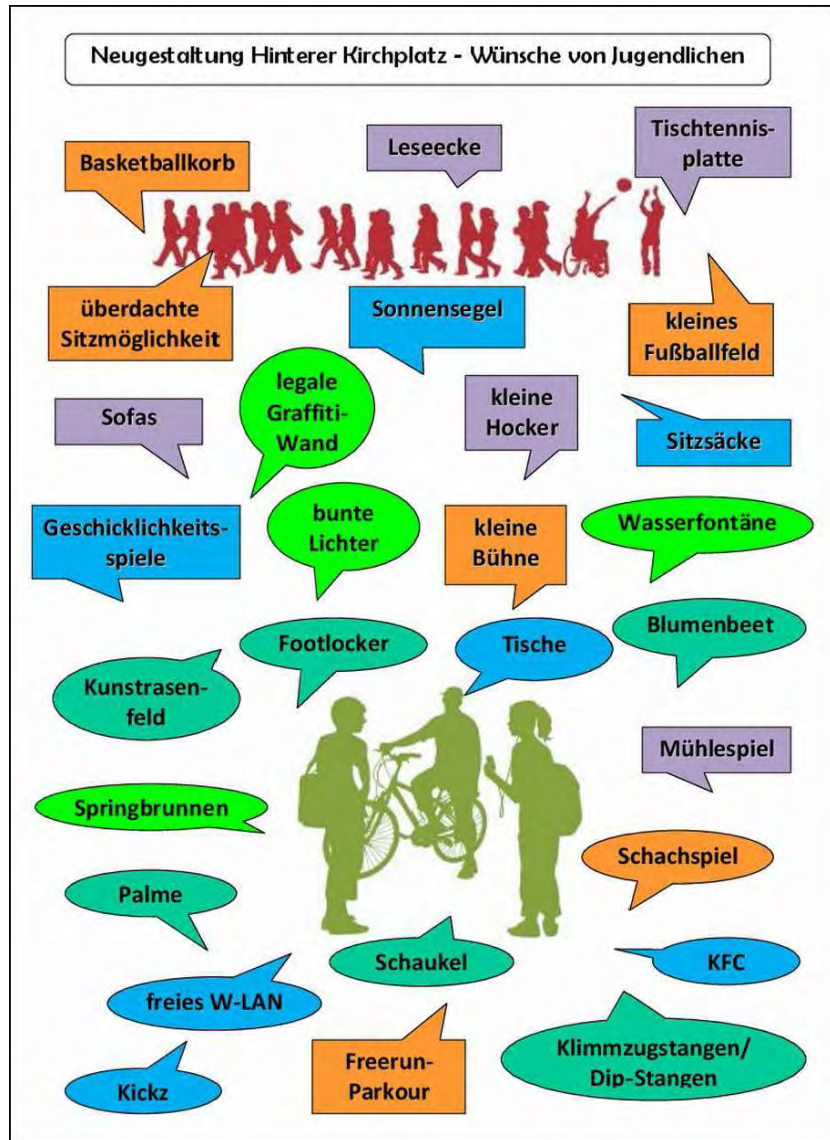 Neugestaltung Hinterer Kirchplatz - Wünsche von Jugendlichen
Basketballkorb
Leseecke
Tischtennis-
platte
überdachte
Sitzmöglichkeit
Sonnensegel
kleines
Fußballfeld
legale
Graffiti-
Wand
Sofas
kleine
Hocker
Sitzsäcke
Geschicklichkeits-
spiele
bunte
Lichter
kleine
Bühne
Wasserfontäne
Footlocker
Tische
Blumenbeet
Kunstrasen-
feld
Mühlespiel
Springbrunnen
Schachspiel
Palme
Schaukel
KFC
freies W-LAN
Freerun-
Parkour
Klimmzugstangen/
Dip-Stangen
Kickz